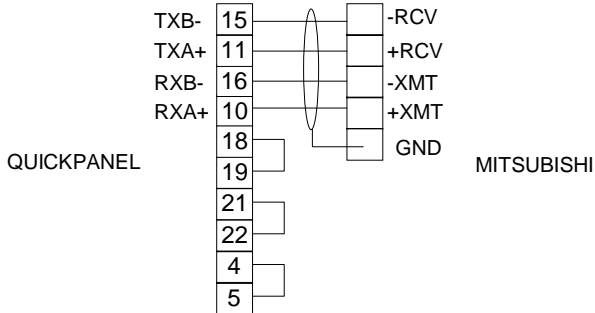 TXB- 15 -RCV
TXA+ 11 +RCV
RXB- 16 -XMT
RXA+ 10 +XMT
18 GND
QUICKPANEL 19 MITSUBISHI
21
22
4
5